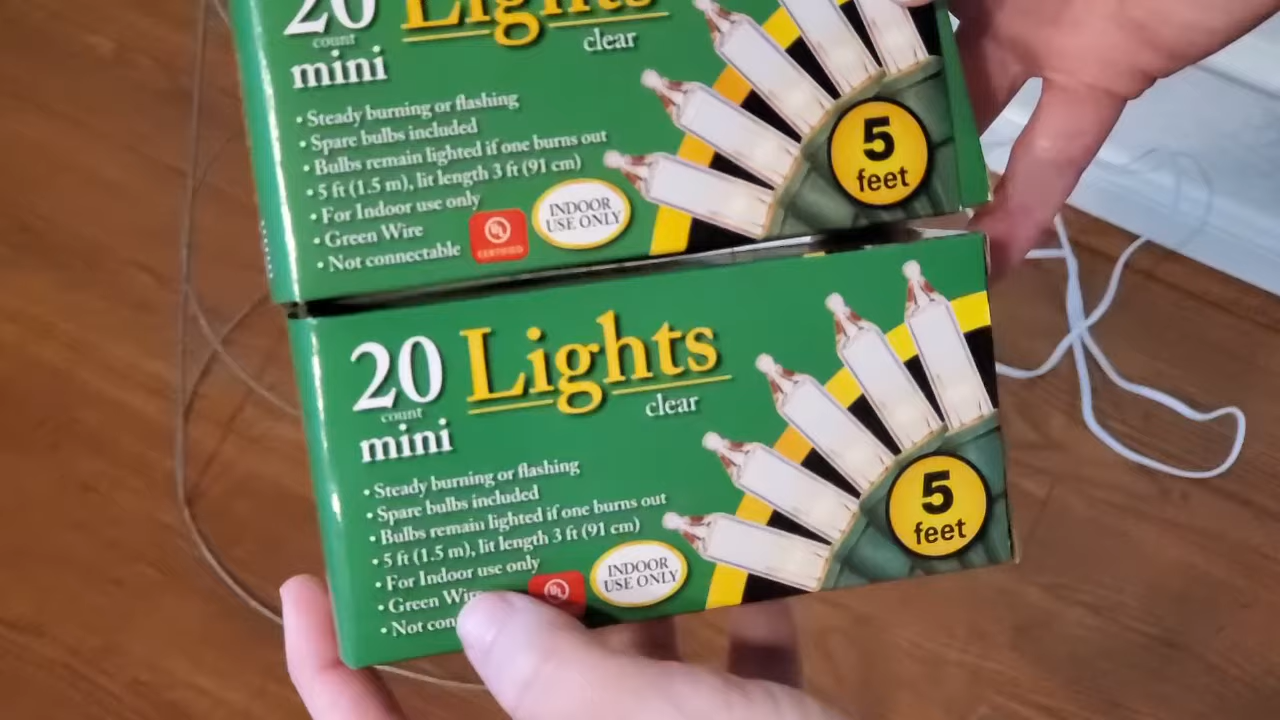 20 Lights
count
clear
mini
• Steady burning or flashing
• Spare bulbs included
• Bulbs remain lighted if one burns out
• 5 ft (1.5 m), lit length 3 ft (91 cm)
• For Indoor use only
• Green Wire
• Not connectable
UL
CERTIFIED
INDOOR
USE ONLY
5
feet
20 Lights
count
clear
mini
• Steady burning or flashing
• Spare bulbs included
• Bulbs remain lighted if one burns out
• 5 ft (1.5 m), lit length 3 ft (91 cm)
• For Indoor use only
• Green Wire
• Not con
UL
INDOOR
USE ONLY
5
feet